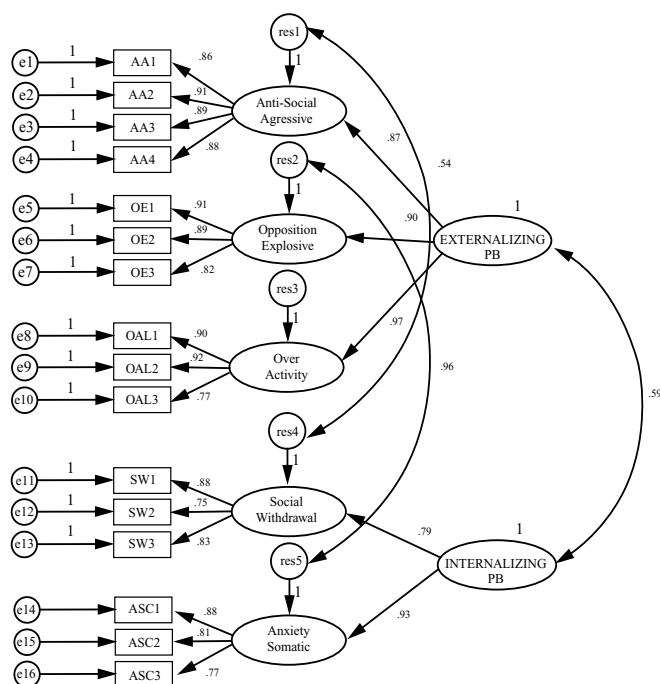 res1
e1 1 AA1 .86 1
e2 1 AA2 .91 Anti-Social
Agressive
e3 1 AA3 .89
e4 1 AA4 .88 .87
res2 .54
1
e5 1 OE1 .91 1
e6 1 OE2 .89 Opposition
Explosive .90 EXTERNALIZING
PB
e7 1 OE3 .82
res3
.97
e8 1 OAL1 .90 1
e9 1 OAL2 .92 Over
Activity .96
e10 1 OAL3 .77
.59
res4
e11 1 SW1 .88 1
e12 1 SW2 .75 Social
Withdrawal
e13 1 SW3 .83 .79 1
res5 INTERNALIZING
PB
e14 ASC1 .88 1 .93
e15 ASC2 .81 Anxiety
Somatic
e16 ASC3 .77